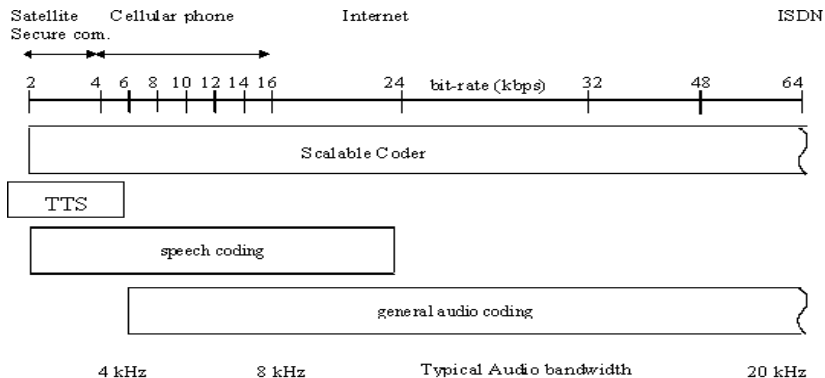 Satellite Cellular phone Internet ISDN
Secure com.
2 4 6 8 10 12 14 16 24 bit-rate (kbps) 32 48 64
Scalable Coder
TTS
speech coding
general audio coding
4 kHz 8 kHz Typical Audio bandwidth 20 kHz